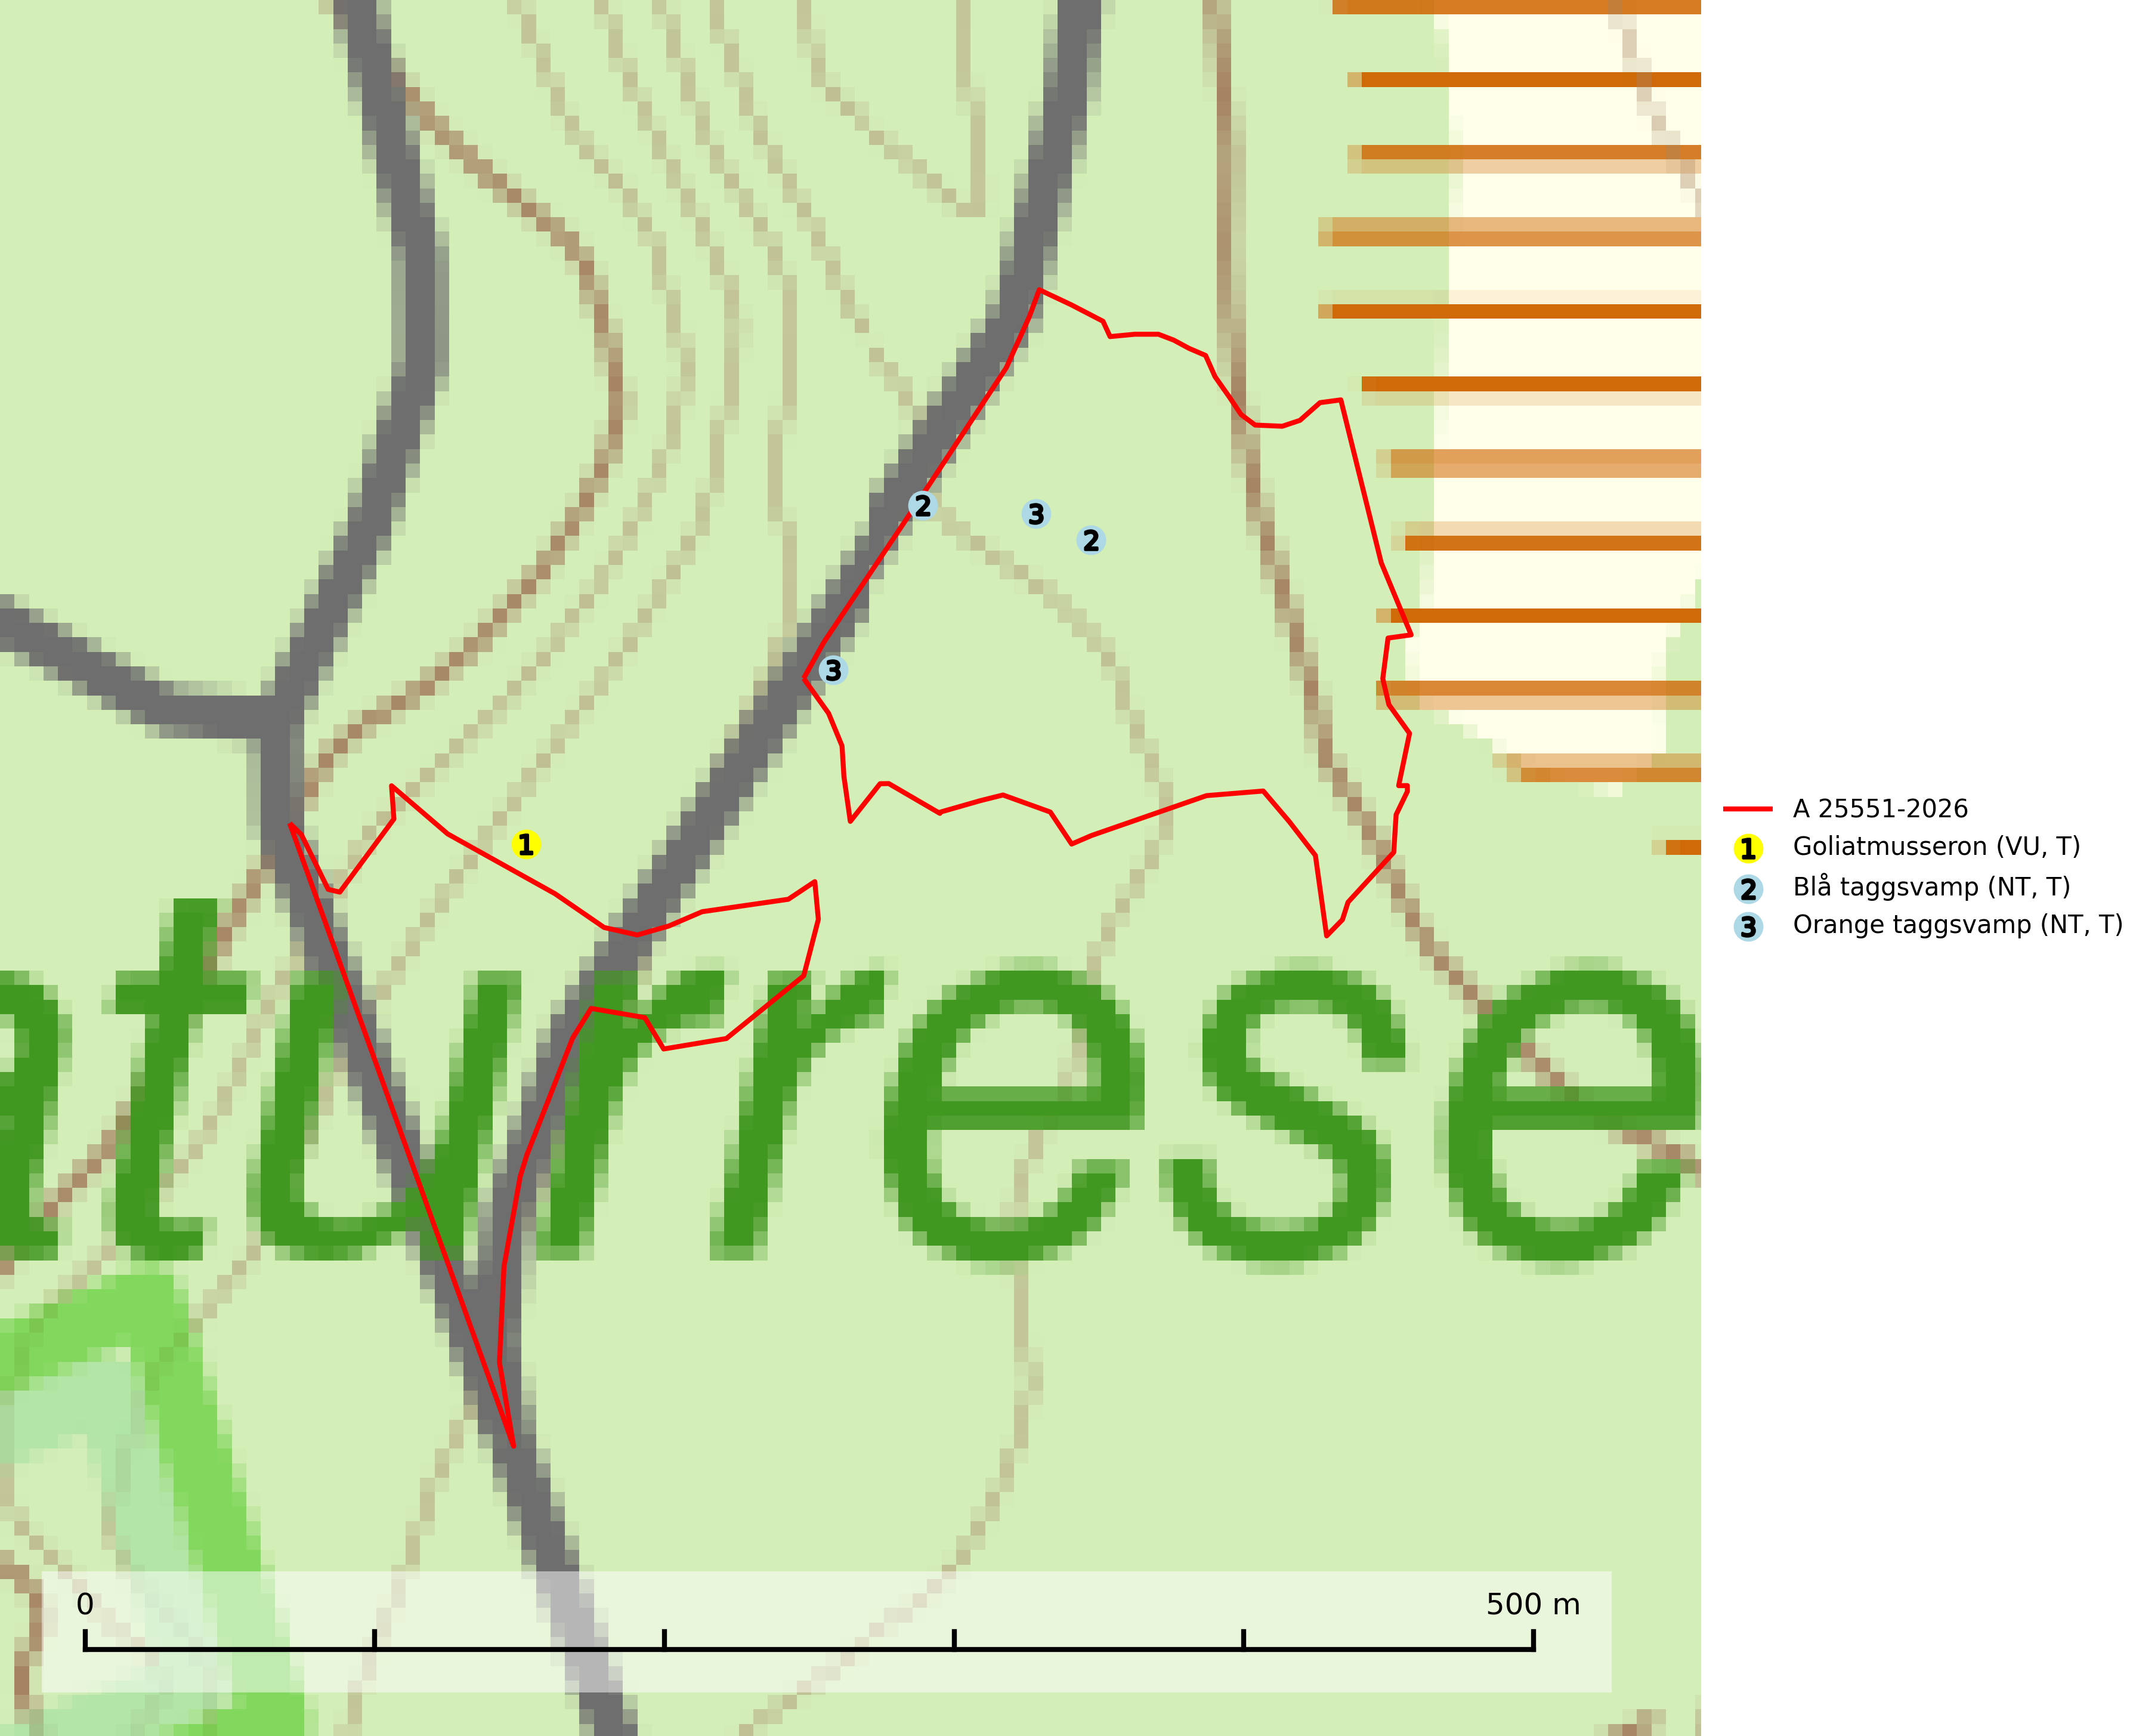 2
3
2
3
1
turrese
0 500 m
A 25551-2026
1 Goliatmusseron (VU, T)
2 Blå taggsvamp (NT, T)
3 Orange taggsvamp (NT, T)